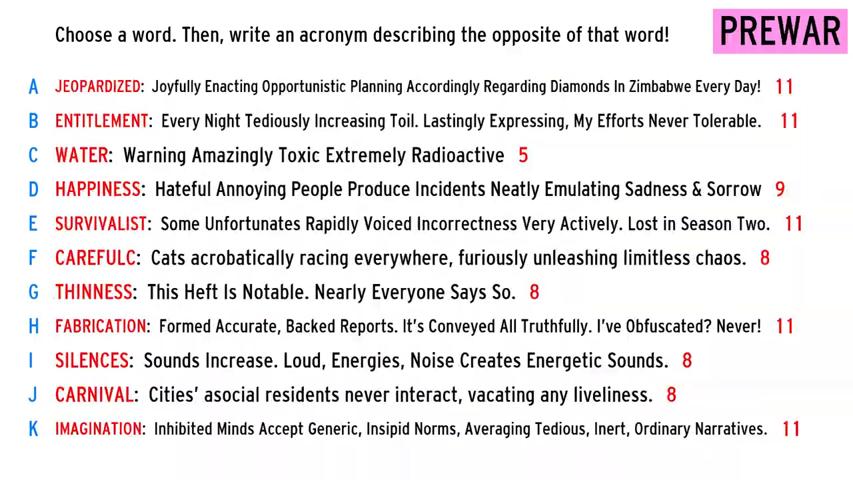 Choose a word. Then, write an acronym describing the opposite of that word!
PREWAR
A JEOPARDIZED: Joyfully Enacting Opportunistic Planning Accordingly Regarding Diamonds In Zimbabwe Every Day! 11
B ENTITLEMENT: Every Night Tediously Increasing Toil. Lastingly Expressing, My Efforts Never Tolerable. 11
C WATER: Warning Amazingly Toxic Extremely Radioactive 5
D HAPPINESS: Hateful Annoying People Produce Incidents Neatly Emulating Sadness & Sorrow 9
E SURVIVALIST: Some Unfortunates Rapidly Voiced Incorrectness Very Actively. Lost in Season Two. 11
F CAREFULC: Cats acrobatically racing everywhere, furiously unleashing limitless chaos. 8
G THINNESS: This Heft Is Notable. Nearly Everyone Says So. 8
H FABRICATION: Formed Accurate, Backed Reports. It's Conveyed All Truthfully. I've Obfuscated? Never! 11
I SILENCES: Sounds Increase. Loud, Energies, Noise Creates Energetic Sounds. 8
J CARNIVAL: Cities' asocial residents never interact, vacating any liveliness. 8
K IMAGINATION: Inhibited Minds Accept Generic, Insipid Norms, Averaging Tedious, Inert, Ordinary Narratives. 11